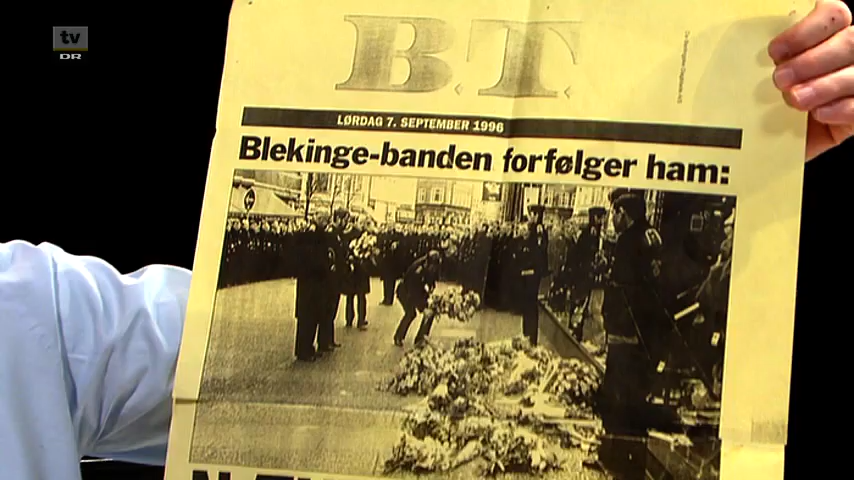 tv
DR
B.T.
LØRDAG 7. SEPTEMBER 1996
Blekinge-banden forfølger ham: